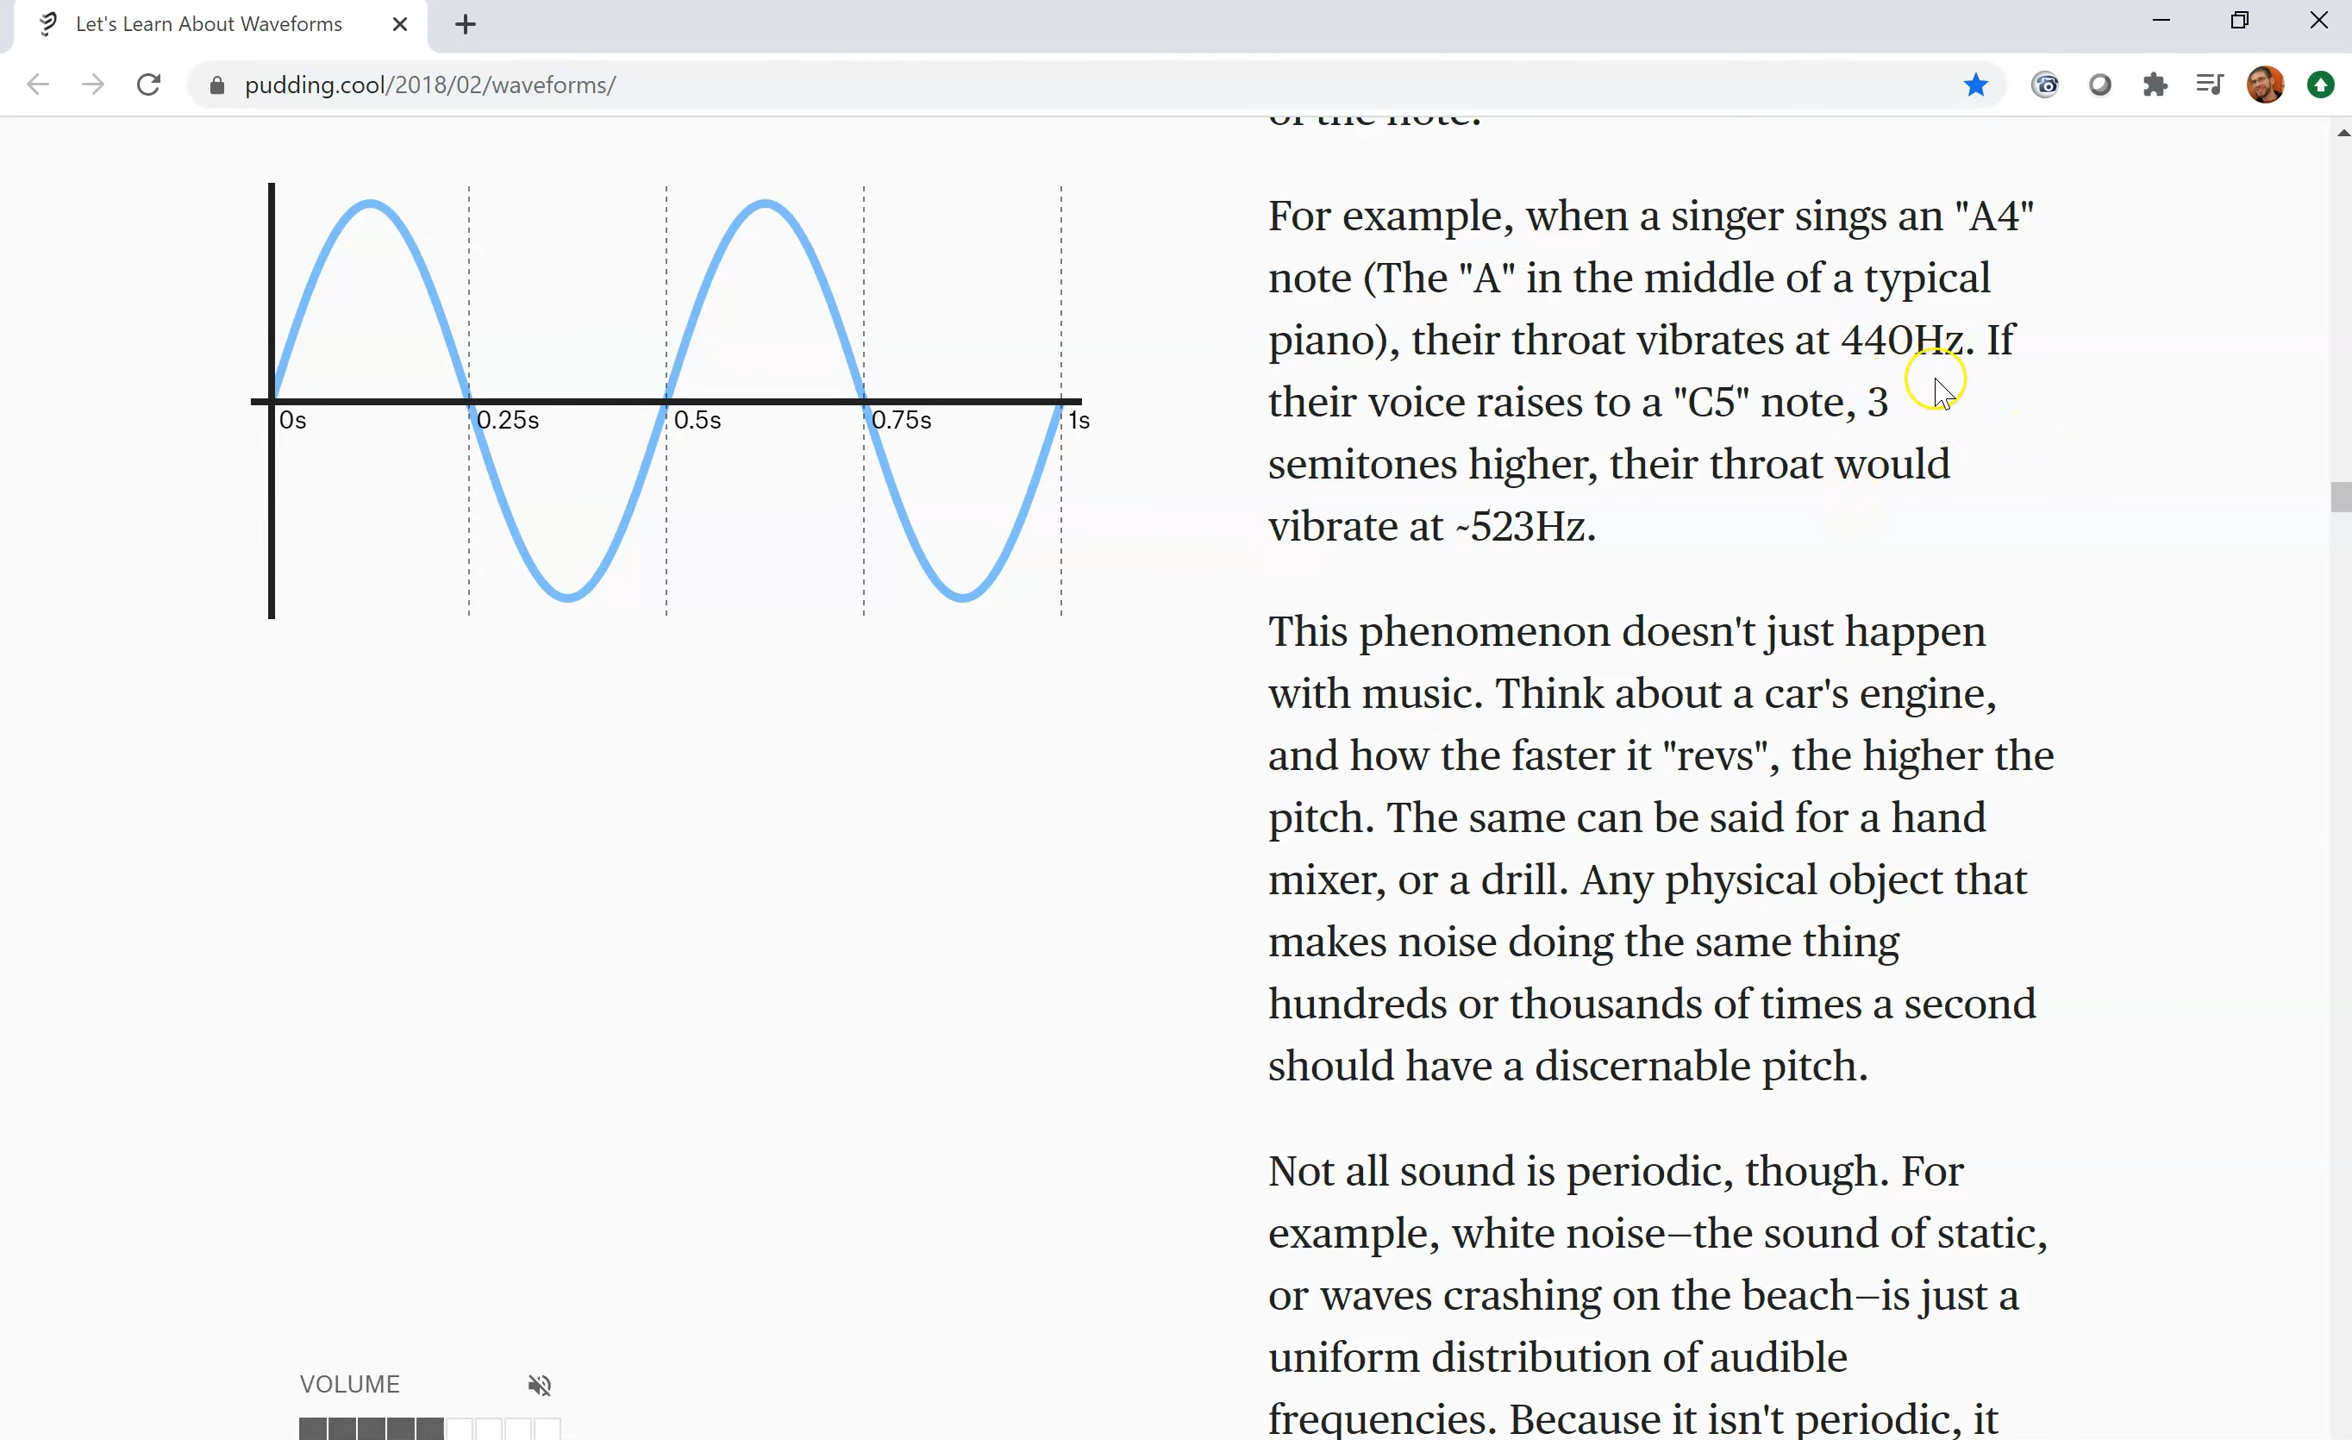 Let's Learn About Waveforms
pudding.cool/2018/02/waveforms/
of the note.
0s
0.25s
0.5s
0.75s
1s
For example, when a singer sings an "A4"
note (The "A" in the middle of a typical
piano), their throat vibrates at 440Hz. If
their voice raises to a "C5" note, 3
semitones higher, their throat would
vibrate at ~523Hz.
This phenomenon doesn't just happen
with music. Think about a car's engine,
and how the faster it "revs", the higher the
pitch. The same can be said for a hand
mixer, or a drill. Any physical object that
makes noise doing the same thing
hundreds or thousands of times a second
should have a discernable pitch.
Not all sound is periodic, though. For
example, white noise—the sound of static,
or waves crashing on the beach—is just a
uniform distribution of audible
frequencies. Because it isn't periodic, it
VOLUME